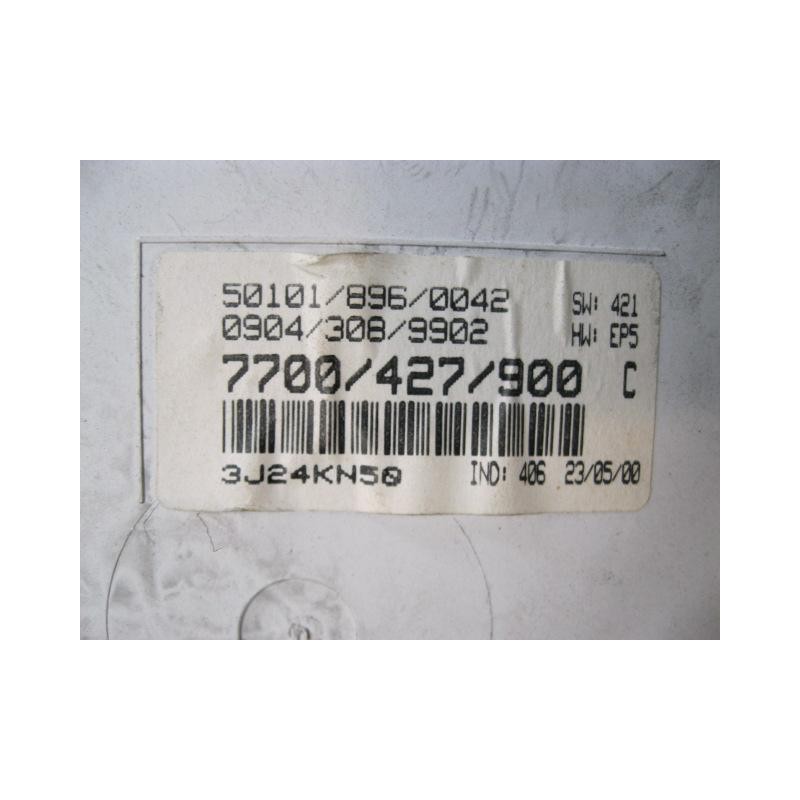 50101/896/0042 SW: 421
0904/308/9902 HW: EP5
7700/427/900 C
3J24KN50 IND: 406 23/05/00